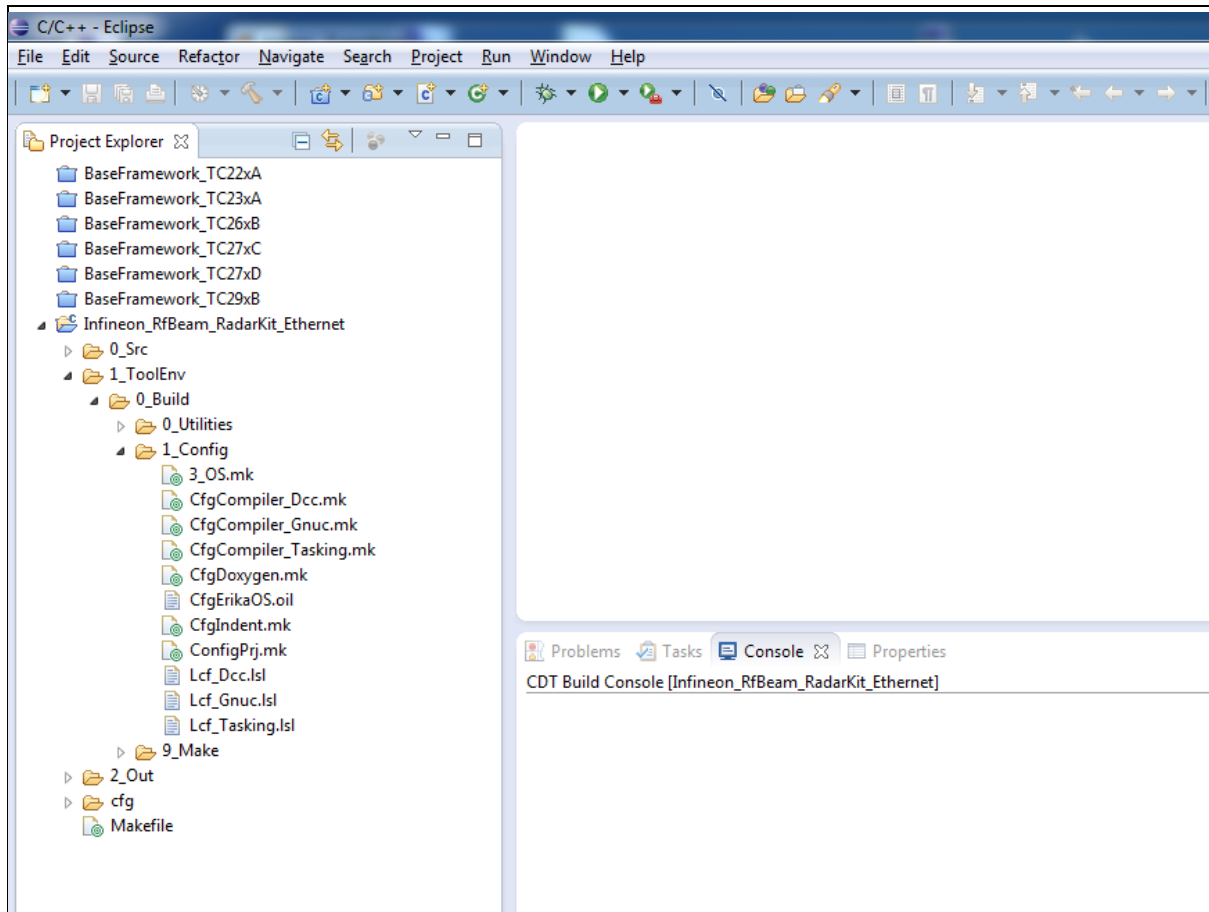 C/C++ - Eclipse
File Edit Source Refactor Navigate Search Project Run Window Help
Project Explorer
BaseFramework_TC22xA
BaseFramework_TC23xA
BaseFramework_TC26xB
BaseFramework_TC27xC
BaseFramework_TC27xD
BaseFramework_TC29xB
Infineon_RfBeam_RadarKit_Ethernet
0_Src
1_ToolEnv
0_Build
0_Utilities
1_Config
3_OS.mk
CfgCompiler_Dcc.mk
CfgCompiler_Gnuc.mk
CfgCompiler_Tasking.mk
CfgDoxygen.mk
CfgErikaOS.oil
CfgIndent.mk
ConfigPrj.mk
Lcf_Dcc.lsl
Lcf_Gnuc.lsl
Lcf_Tasking.lsl
9_Make
2_Out
cfg
Makefile
Problems Tasks Console Properties
CDT Build Console [Infineon_RfBeam_RadarKit_Ethernet]